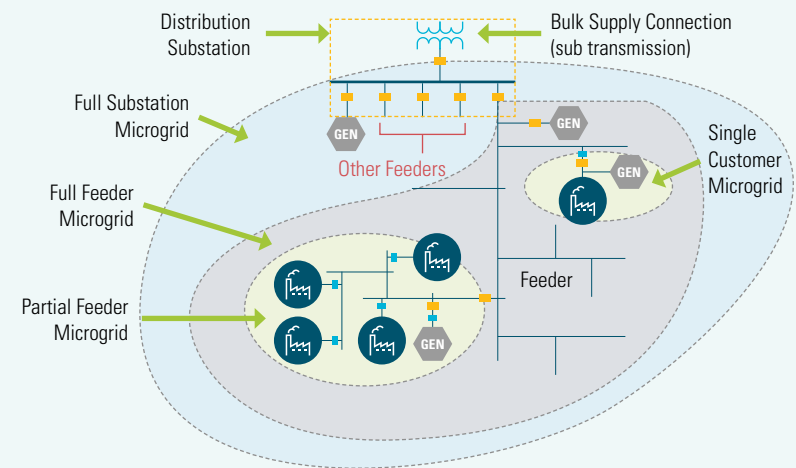 Distribution
Substation
Bulk Supply Connection
(sub transmission)
Full Substation
Microgrid
GEN
GEN
Other Feeders
Single
Customer
Microgrid
GEN
Full Feeder
Microgrid
Feeder
Partial Feeder
Microgrid
GEN